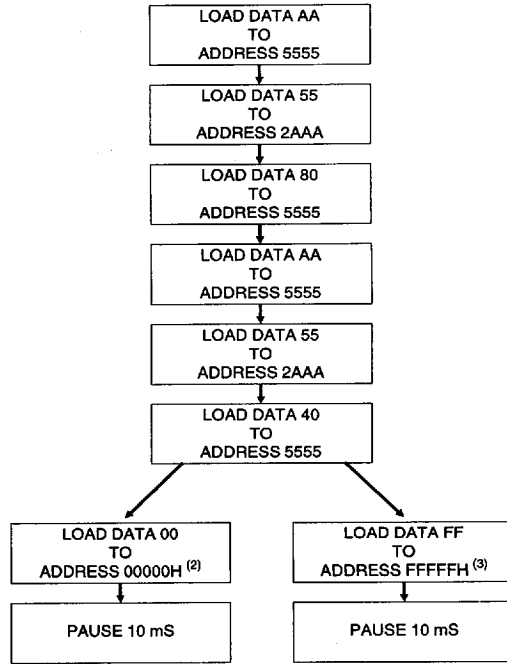 LOAD DATA AA
TO
ADDRESS 5555
LOAD DATA 55
TO
ADDRESS 2AAA
LOAD DATA 80
TO
ADDRESS 5555
LOAD DATA AA
TO
ADDRESS 5555
LOAD DATA 55
TO
ADDRESS 2AAA
LOAD DATA 40
TO
ADDRESS 5555
LOAD DATA 00
TO
ADDRESS 00000H (2)
PAUSE 10 mS
LOAD DATA FF
TO
ADDRESS FFFFFH (3)
PAUSE 10 mS